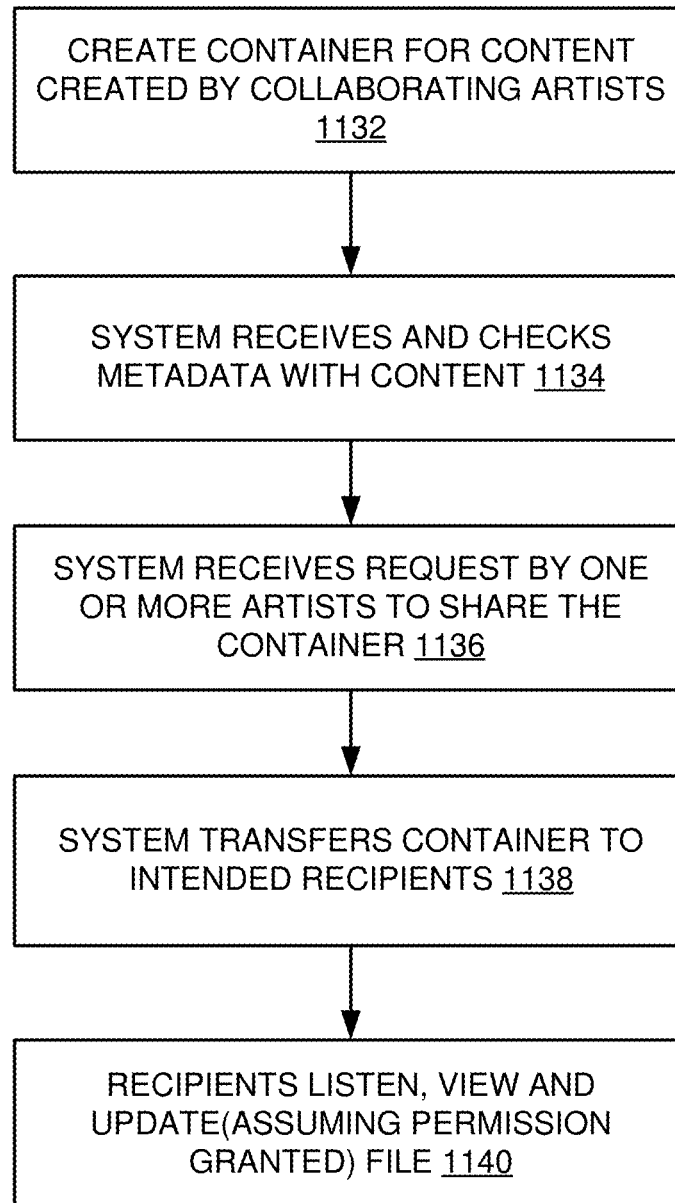 CREATE CONTAINER FOR CONTENT
CREATED BY COLLABORATING ARTISTS
1132
SYSTEM RECEIVES AND CHECKS
METADATA WITH CONTENT 1134
SYSTEM RECEIVES REQUEST BY ONE
OR MORE ARTISTS TO SHARE THE
CONTAINER 1136
SYSTEM TRANSFERS CONTAINER TO
INTENDED RECIPIENTS 1138
RECIPIENTS LISTEN, VIEW AND
UPDATE(ASSUMING PERMISSION
GRANTED) FILE 1140